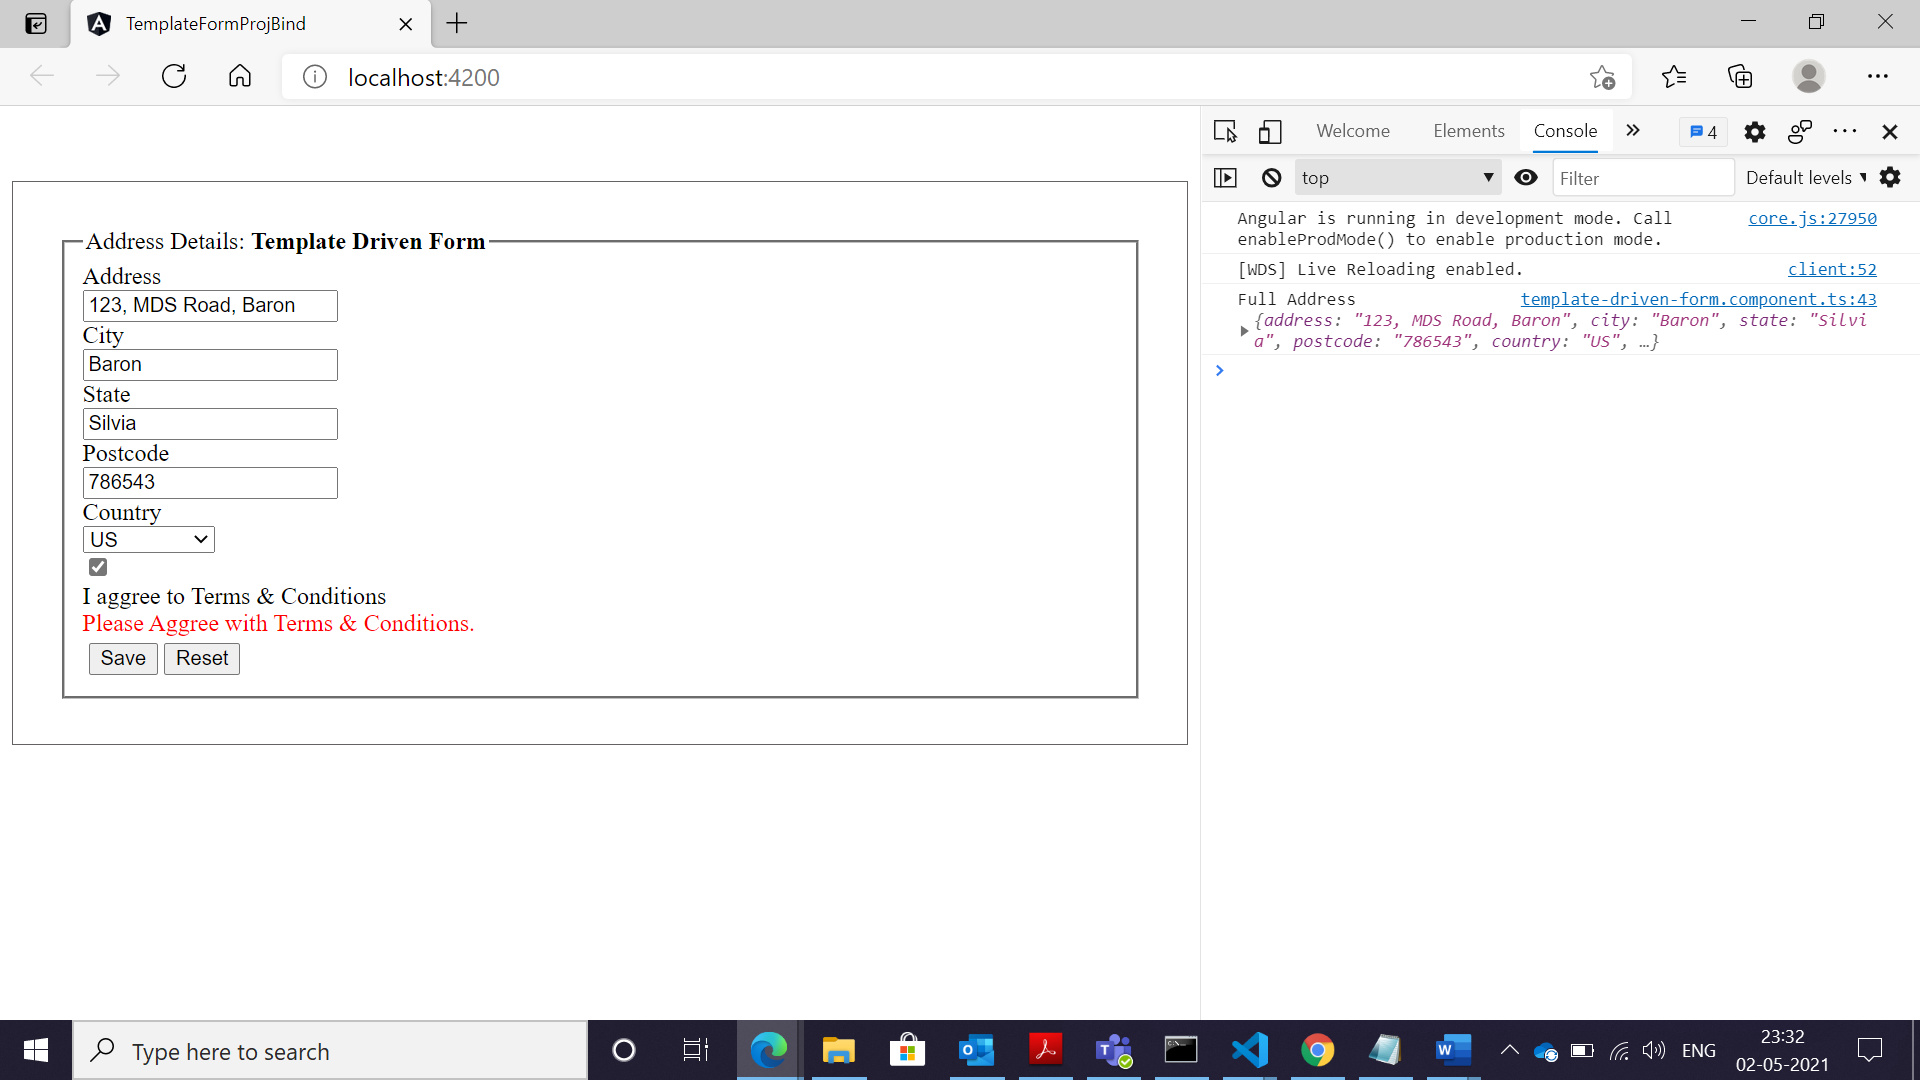 TemplateFormProjBind
localhost:4200
Welcome
Elements
Console
4
top
Filter
Default levels
Angular is running in development mode. Call core.js:27950
enableProdMode() to enable production mode.
[WDS] Live Reloading enabled. client:52
Full Address template-driven-form.component.ts:43
{address: "123, MDS Road, Baron", city: "Baron", state: "Silvi
a", postcode: "786543", country: "US", …}
Address Details: Template Driven Form
Address
123, MDS Road, Baron
City
Baron
State
Silvia
Postcode
786543
Country
US
I aggree to Terms & Conditions
Please Aggree with Terms & Conditions.
Save Reset
Type here to search
ENG
23:32
02-05-2021